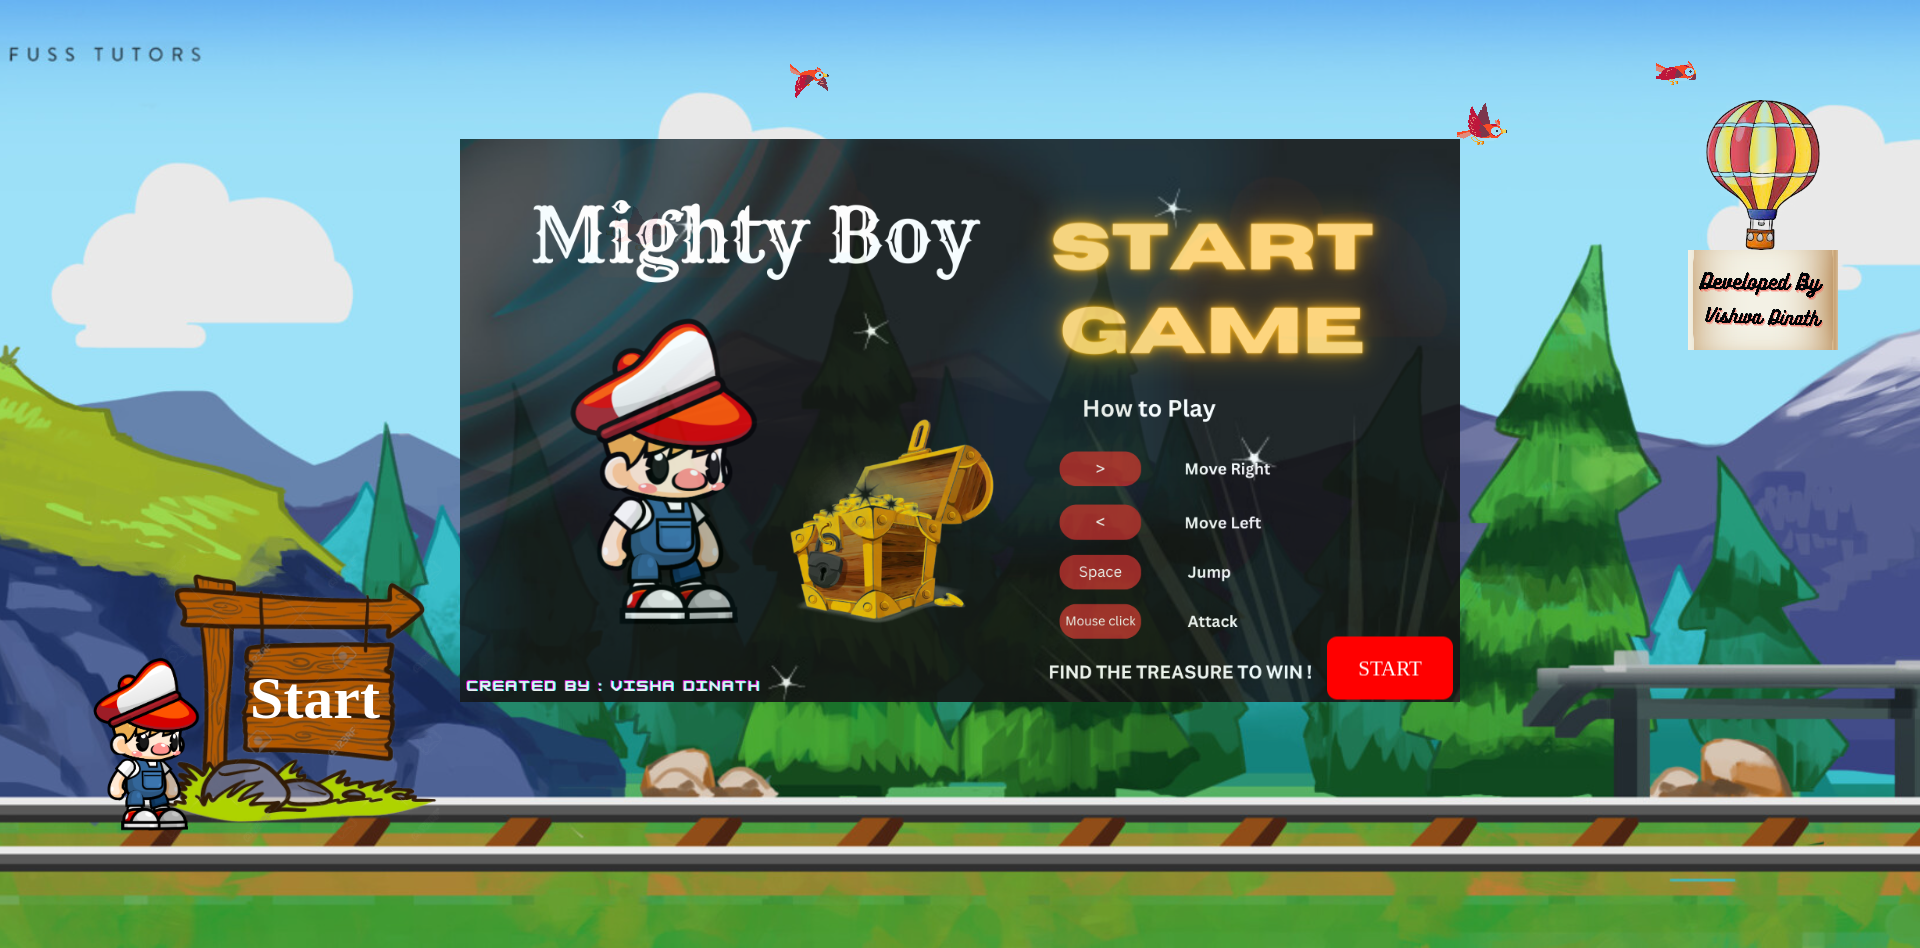 FUSS TUTORS
Mighty Boy
START
GAME
How to Play
> Move Right
< Move Left
Space Jump
Mouse click Attack
FIND THE TREASURE TO WIN !
START
CREATED BY : VISHA DINATH
Developed By
Vishwa Dinath
Start